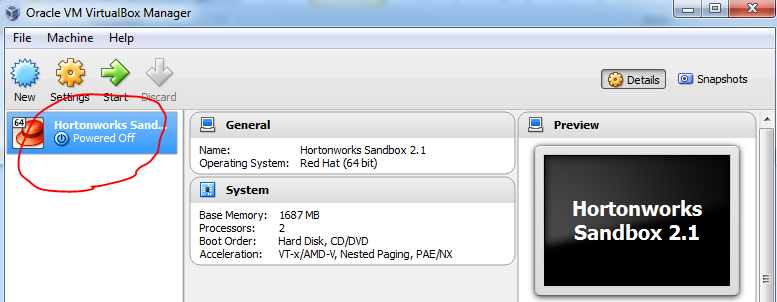 Oracle VM VirtualBox Manager
File Machine Help
New Settings Start Discard
Details Snapshots
64
Hortonworks Sand...
Powered Off
General
Name: Hortonworks Sandbox 2.1
Operating System: Red Hat (64 bit)
System
Base Memory: 1687 MB
Processors: 2
Boot Order: Hard Disk, CD/DVD
Acceleration: VT-x/AMD-V, Nested Paging, PAE/NX
Preview
Hortonworks
Sandbox 2.1